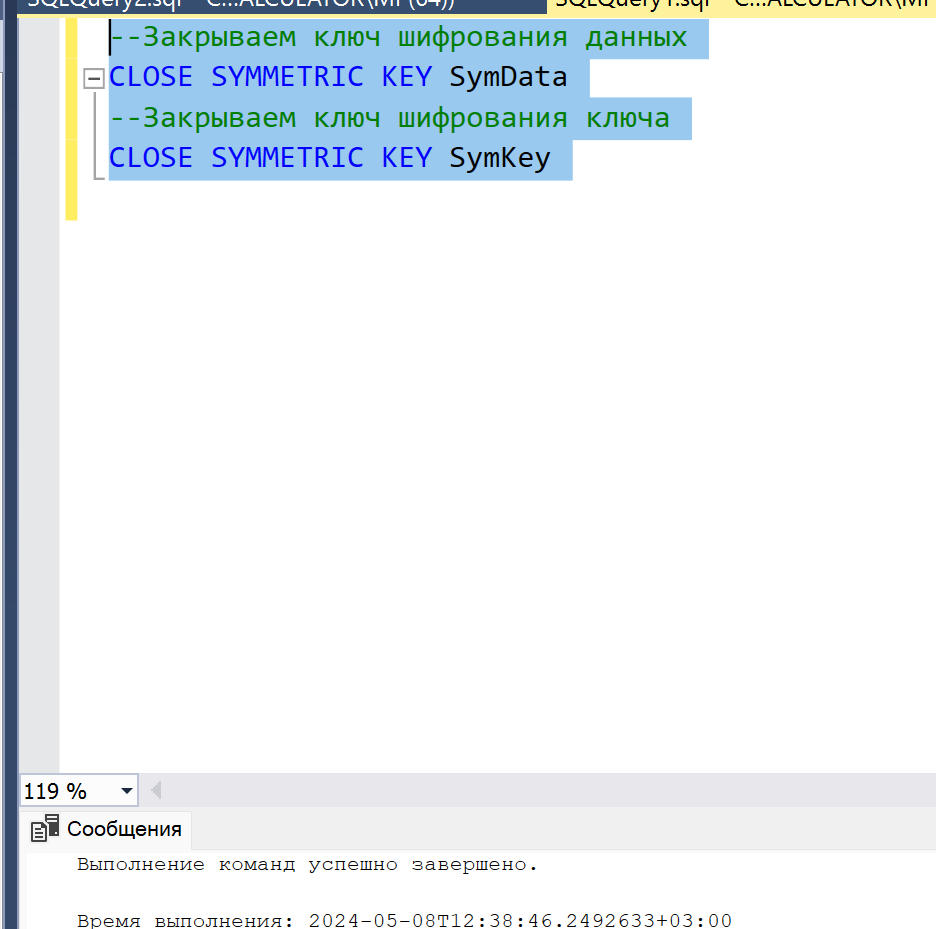 SQLQuery2.sql - C...ALCULATOR\MI (64)) SQLQuery1.sql - C...ALCULATOR\MI
--Закрываем ключ шифрования данных
CLOSE SYMMETRIC KEY SymData
--Закрываем ключ шифрования ключа
CLOSE SYMMETRIC KEY SymKey
119 %
Сообщения
Выполнение команд успешно завершено.
Время выполнения: 2024-05-08T12:38:46.2492633+03:00